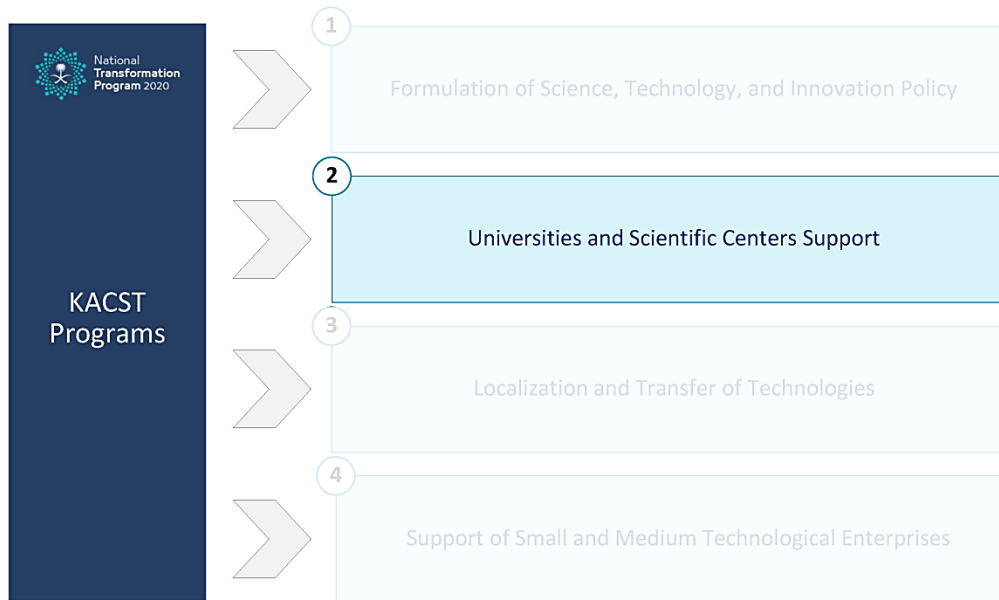 National
Transformation
Program 2020
KACST
Programs
1
Formulation of Science, Technology, and Innovation Policy
2
Universities and Scientific Centers Support
3
Localization and Transfer of Technologies
4
Support of Small and Medium Technological Enterprises